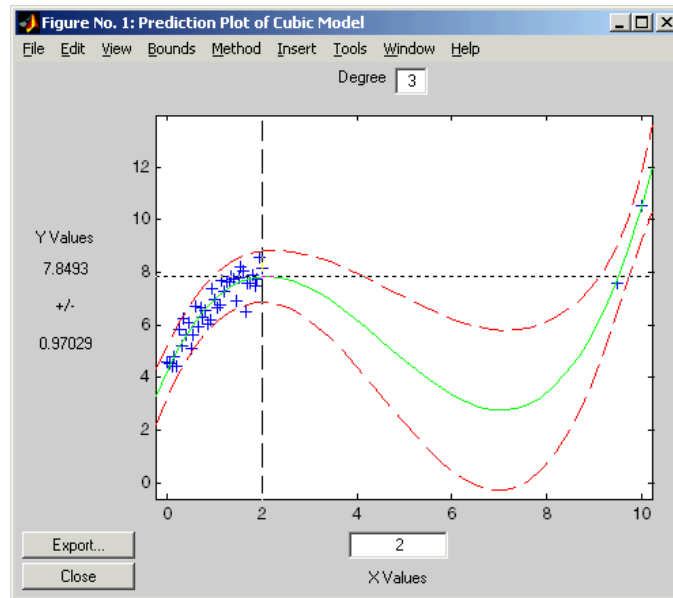 Figure No. 1: Prediction Plot of Cubic Model
File Edit View Bounds Method Insert Tools Window Help
Degree 3
12
10
8
6
4
2
0
Y Values
7.8493
+/-
0.97029
0 2 4 6 8 10
Export...
2
Close
X Values